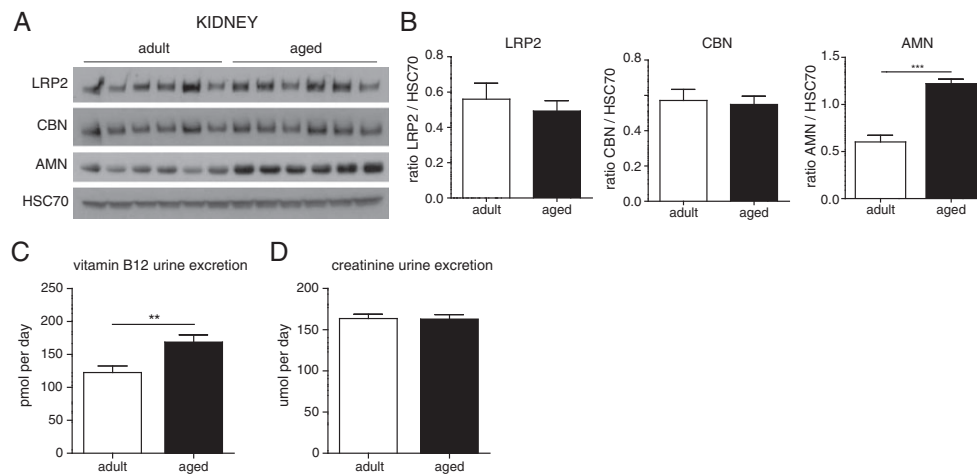 A
KIDNEY
adult aged
LRP2
CBN
AMN
HSC70
B
LRP2
ratio LRP2 / HSC70
0.8
0.6
0.4
0.2
0.0
adult aged
CBN
ratio CBN / HSC70
0.8
0.6
0.4
0.2
0.0
adult aged
AMN
ratio AMN / HSC70
1.5
1.0
0.5
0.0
***
adult aged
C
vitamin B12 urine excretion
pmol per day
250
200
150
100
50
0
**
adult aged
D
creatinine urine excretion
umol per day
200
150
100
50
0
adult aged